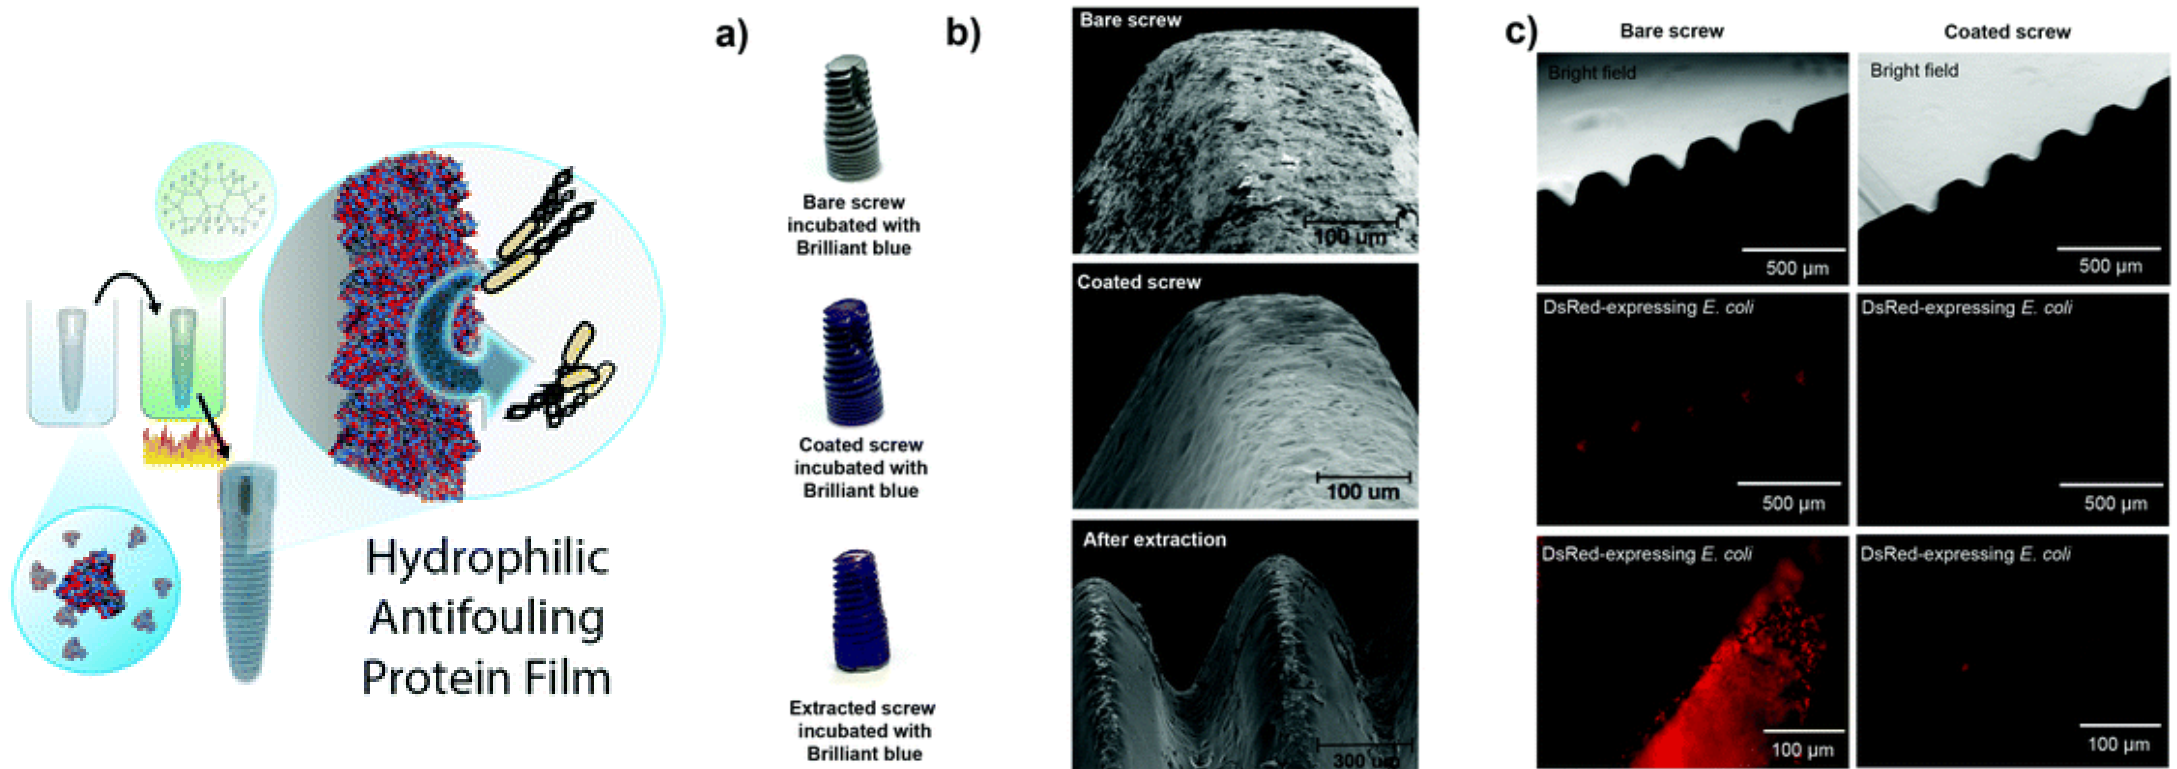 Hydrophilic
Antifouling
Protein Film
a)
Bare screw
incubated with
Brilliant blue
Coated screw
incubated with
Brilliant blue
Extracted screw
incubated with
Brilliant blue
b)
Bare screw
100 um
Coated screw
100 um
After extraction
300 um
c)
Bare screw
Coated screw
Bright field
500 µm
Bright field
500 µm
DsRed-expressing E. coli
500 µm
DsRed-expressing E. coli
500 µm
DsRed-expressing E. coli
100 µm
DsRed-expressing E. coli
100 µm